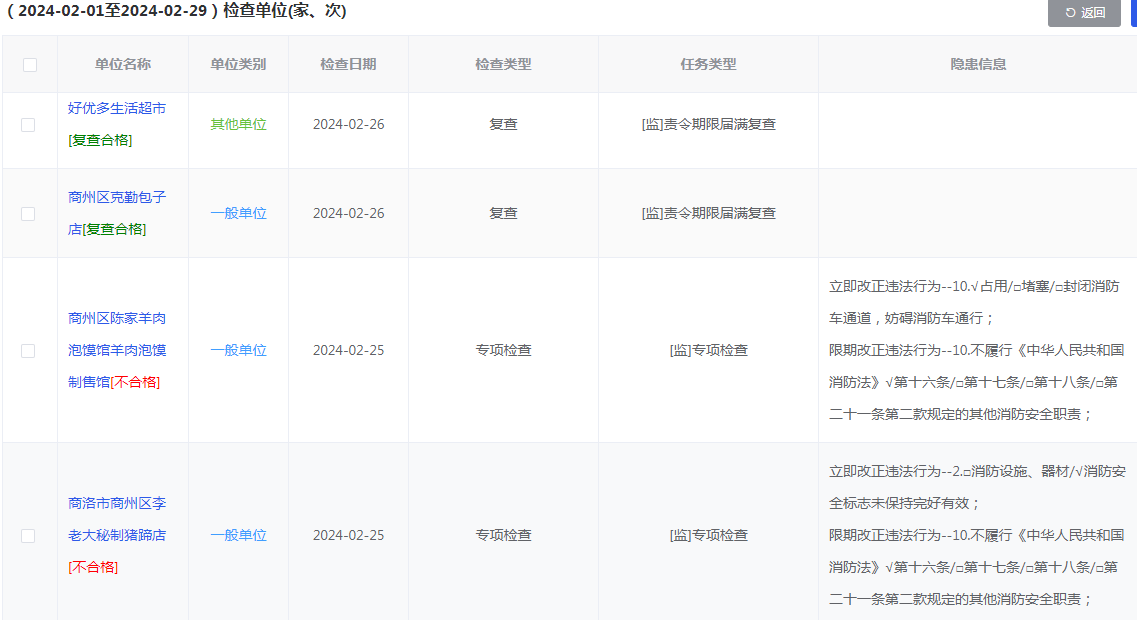 （2024-02-01至2024-02-29）检查单位(家、次)
返回
单位名称 单位类别 检查日期 检查类型 任务类型 隐患信息
好优多生活超市
[复查合格]
其他单位
2024-02-26
复查
[监]责令期限届满复查
商州区克勤包子
店[复查合格]
一般单位
2024-02-26
复查
[监]责令期限届满复查
商州区陈家羊肉
泡馍馆羊肉泡馍
制售馆[不合格]
一般单位
2024-02-25
专项检查
[监]专项检查
立即改正违法行为--10.√占用/□堵塞/□封闭消防
车通道，妨碍消防车通行；
限期改正违法行为--10.不履行《中华人民共和国
消防法》√第十六条/□第十七条/□第十八条/□第
二十一条第二款规定的其他消防安全职责；
商洛市商州区李
老大秘制猪蹄店
[不合格]
一般单位
2024-02-25
专项检查
[监]专项检查
立即改正违法行为--2.□消防设施、器材/√消防安
全标志未保持完好有效；
限期改正违法行为--10.不履行《中华人民共和国
消防法》√第十六条/□第十七条/□第十八条/□第
二十一条第二款规定的其他消防安全职责；